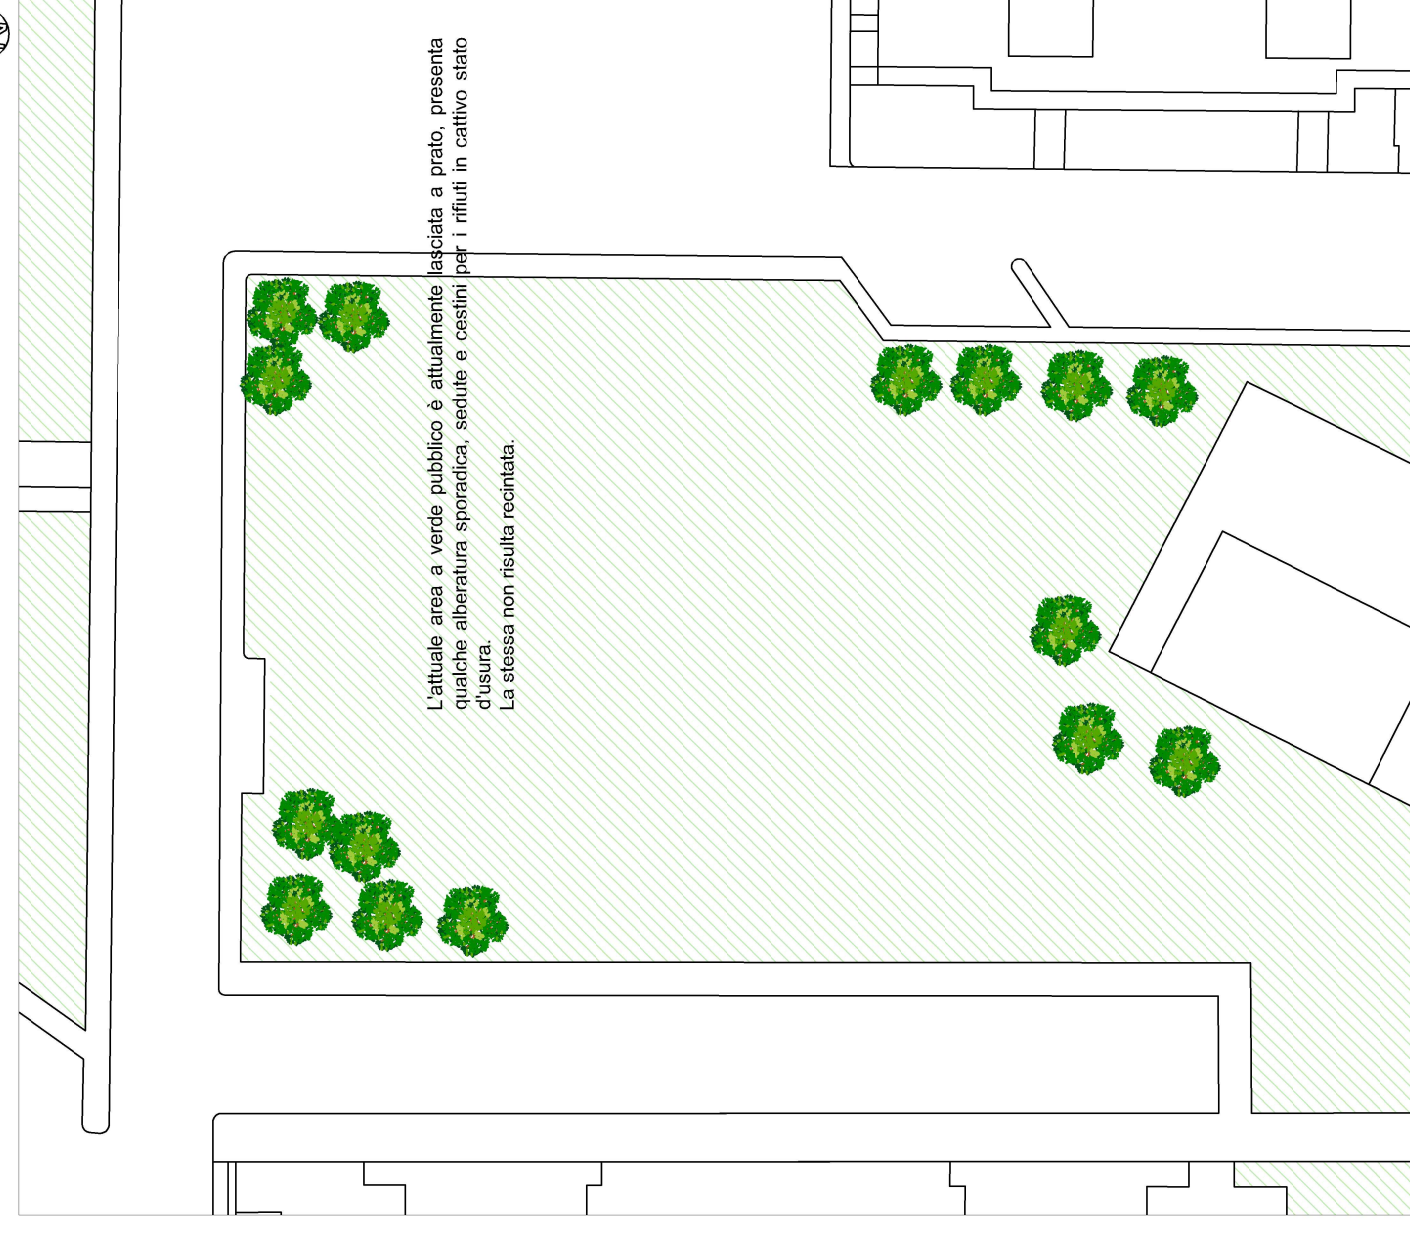 L'attuale area a verde pubblico è attualmente lasciata a prato, presenta
qualche alberatura sporadica, sedute e cestini per i rifiuti in cattivo stato
d'usura.
La stessa non risulta recintata.